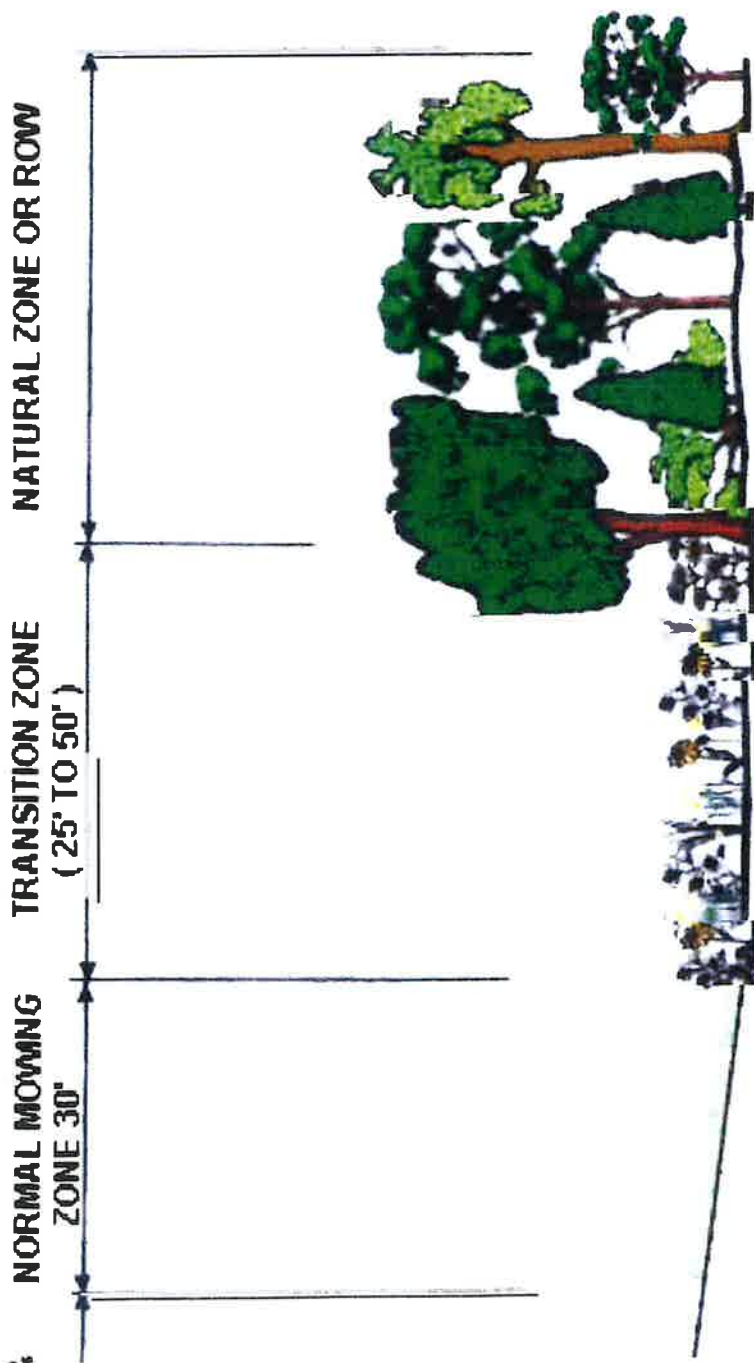 NORMAL MOWING
ZONE 30'
TRANSITION ZONE
( 25' TO 50' )
NATURAL ZONE OR ROW